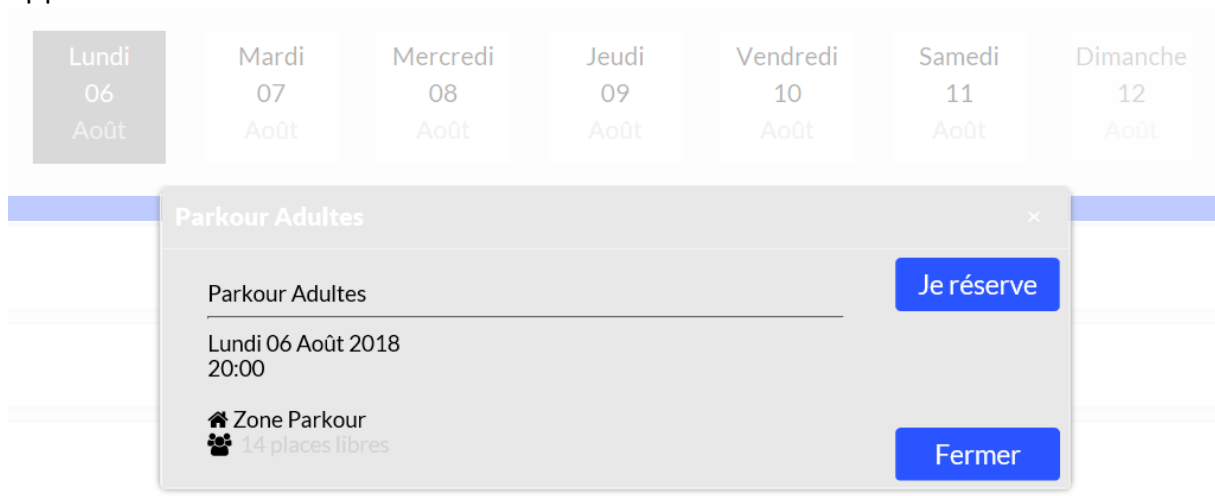 Lundi Mardi Mercredi Jeudi Vendredi Samedi Dimanche
06 07 08 09 10 11 12
Août Août Août Août Août Août Août
Parkour Adultes ×
Je réserve
Parkour Adultes
Lundi 06 Août 2018
20:00
Zone Parkour
14 places libres
Fermer